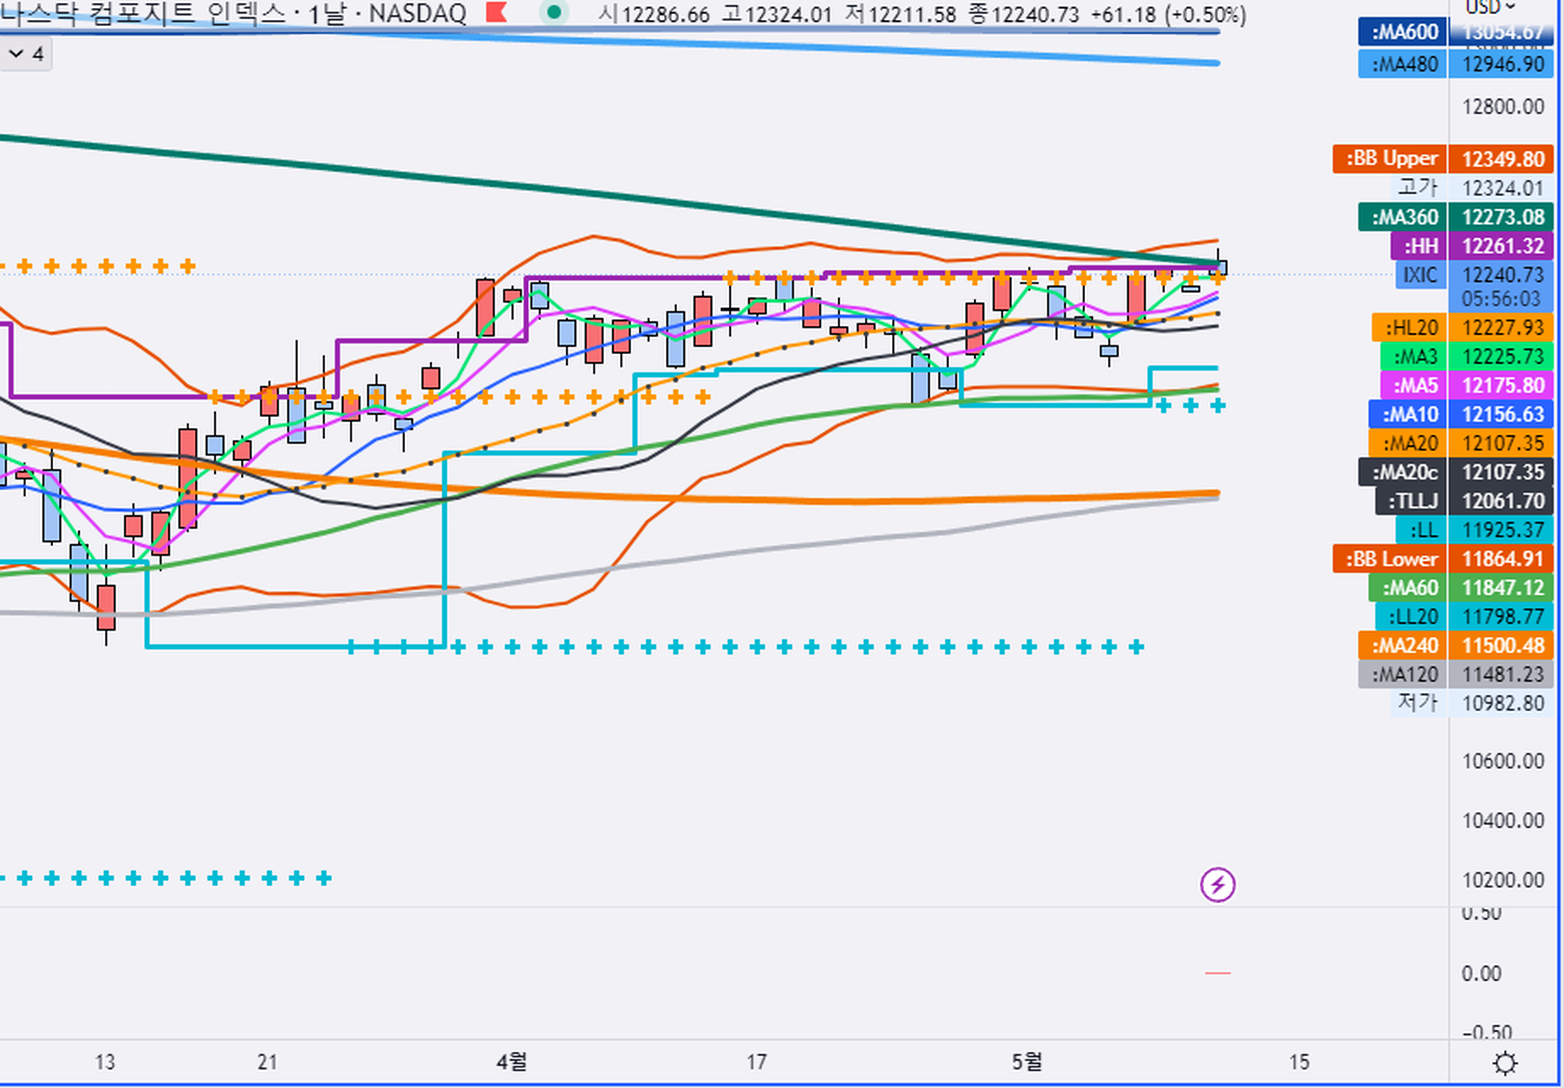 나스닥 컴포지트 인덱스 · 1날 · NASDAQ 시12286.66 고12324.01 저12211.58 종12240.73 +61.18 (+0.50%)
USD
4
:MA600 13054.67
:MA480 12946.90
12800.00
:BB Upper 12349.80
고가 12324.01
:MA360 12273.08
:HH 12261.32
IXIC 12240.73
05:56:03
:HL20 12227.93
:MA3 12225.73
:MA5 12175.80
:MA10 12156.63
:MA20 12107.35
:MA20c 12107.35
:TLLJ 12061.70
:LL 11925.37
:BB Lower 11864.91
:MA60 11847.12
:LL20 11798.77
:MA240 11500.48
:MA120 11481.23
저가 10982.80
10600.00
10400.00
10200.00
0.50
0.00
−0.50
13 21 4월 17 5월 15